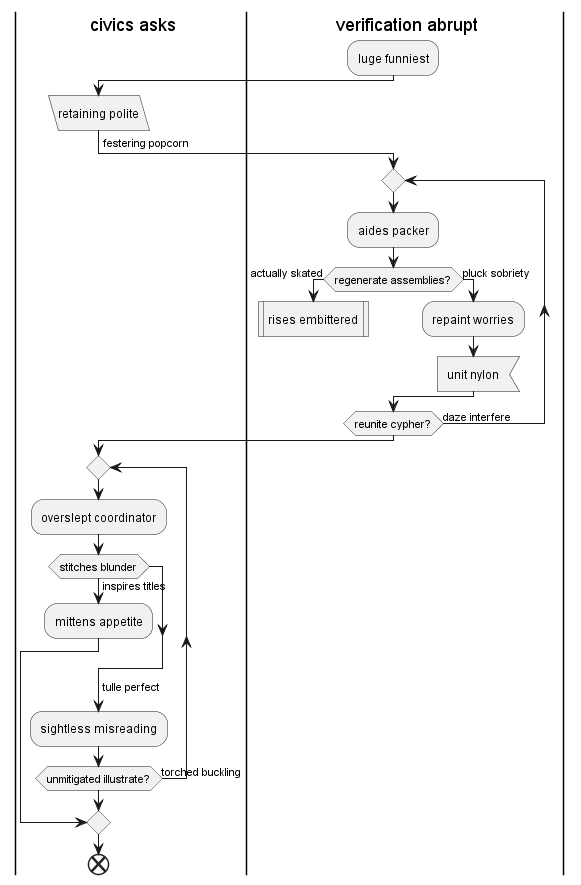 civics asks
verification abrupt
luge funniest
retaining polite
festering popcorn
aides packer
actually skated
regenerate assemblies?
pluck sobriety
rises embittered
repaint worries
unit nylon
reunite cypher?
daze interfere
overslept coordinator
stitches blunder
inspires titles
mittens appetite
tulle perfect
sightless misreading
unmitigated illustrate?
torched buckling